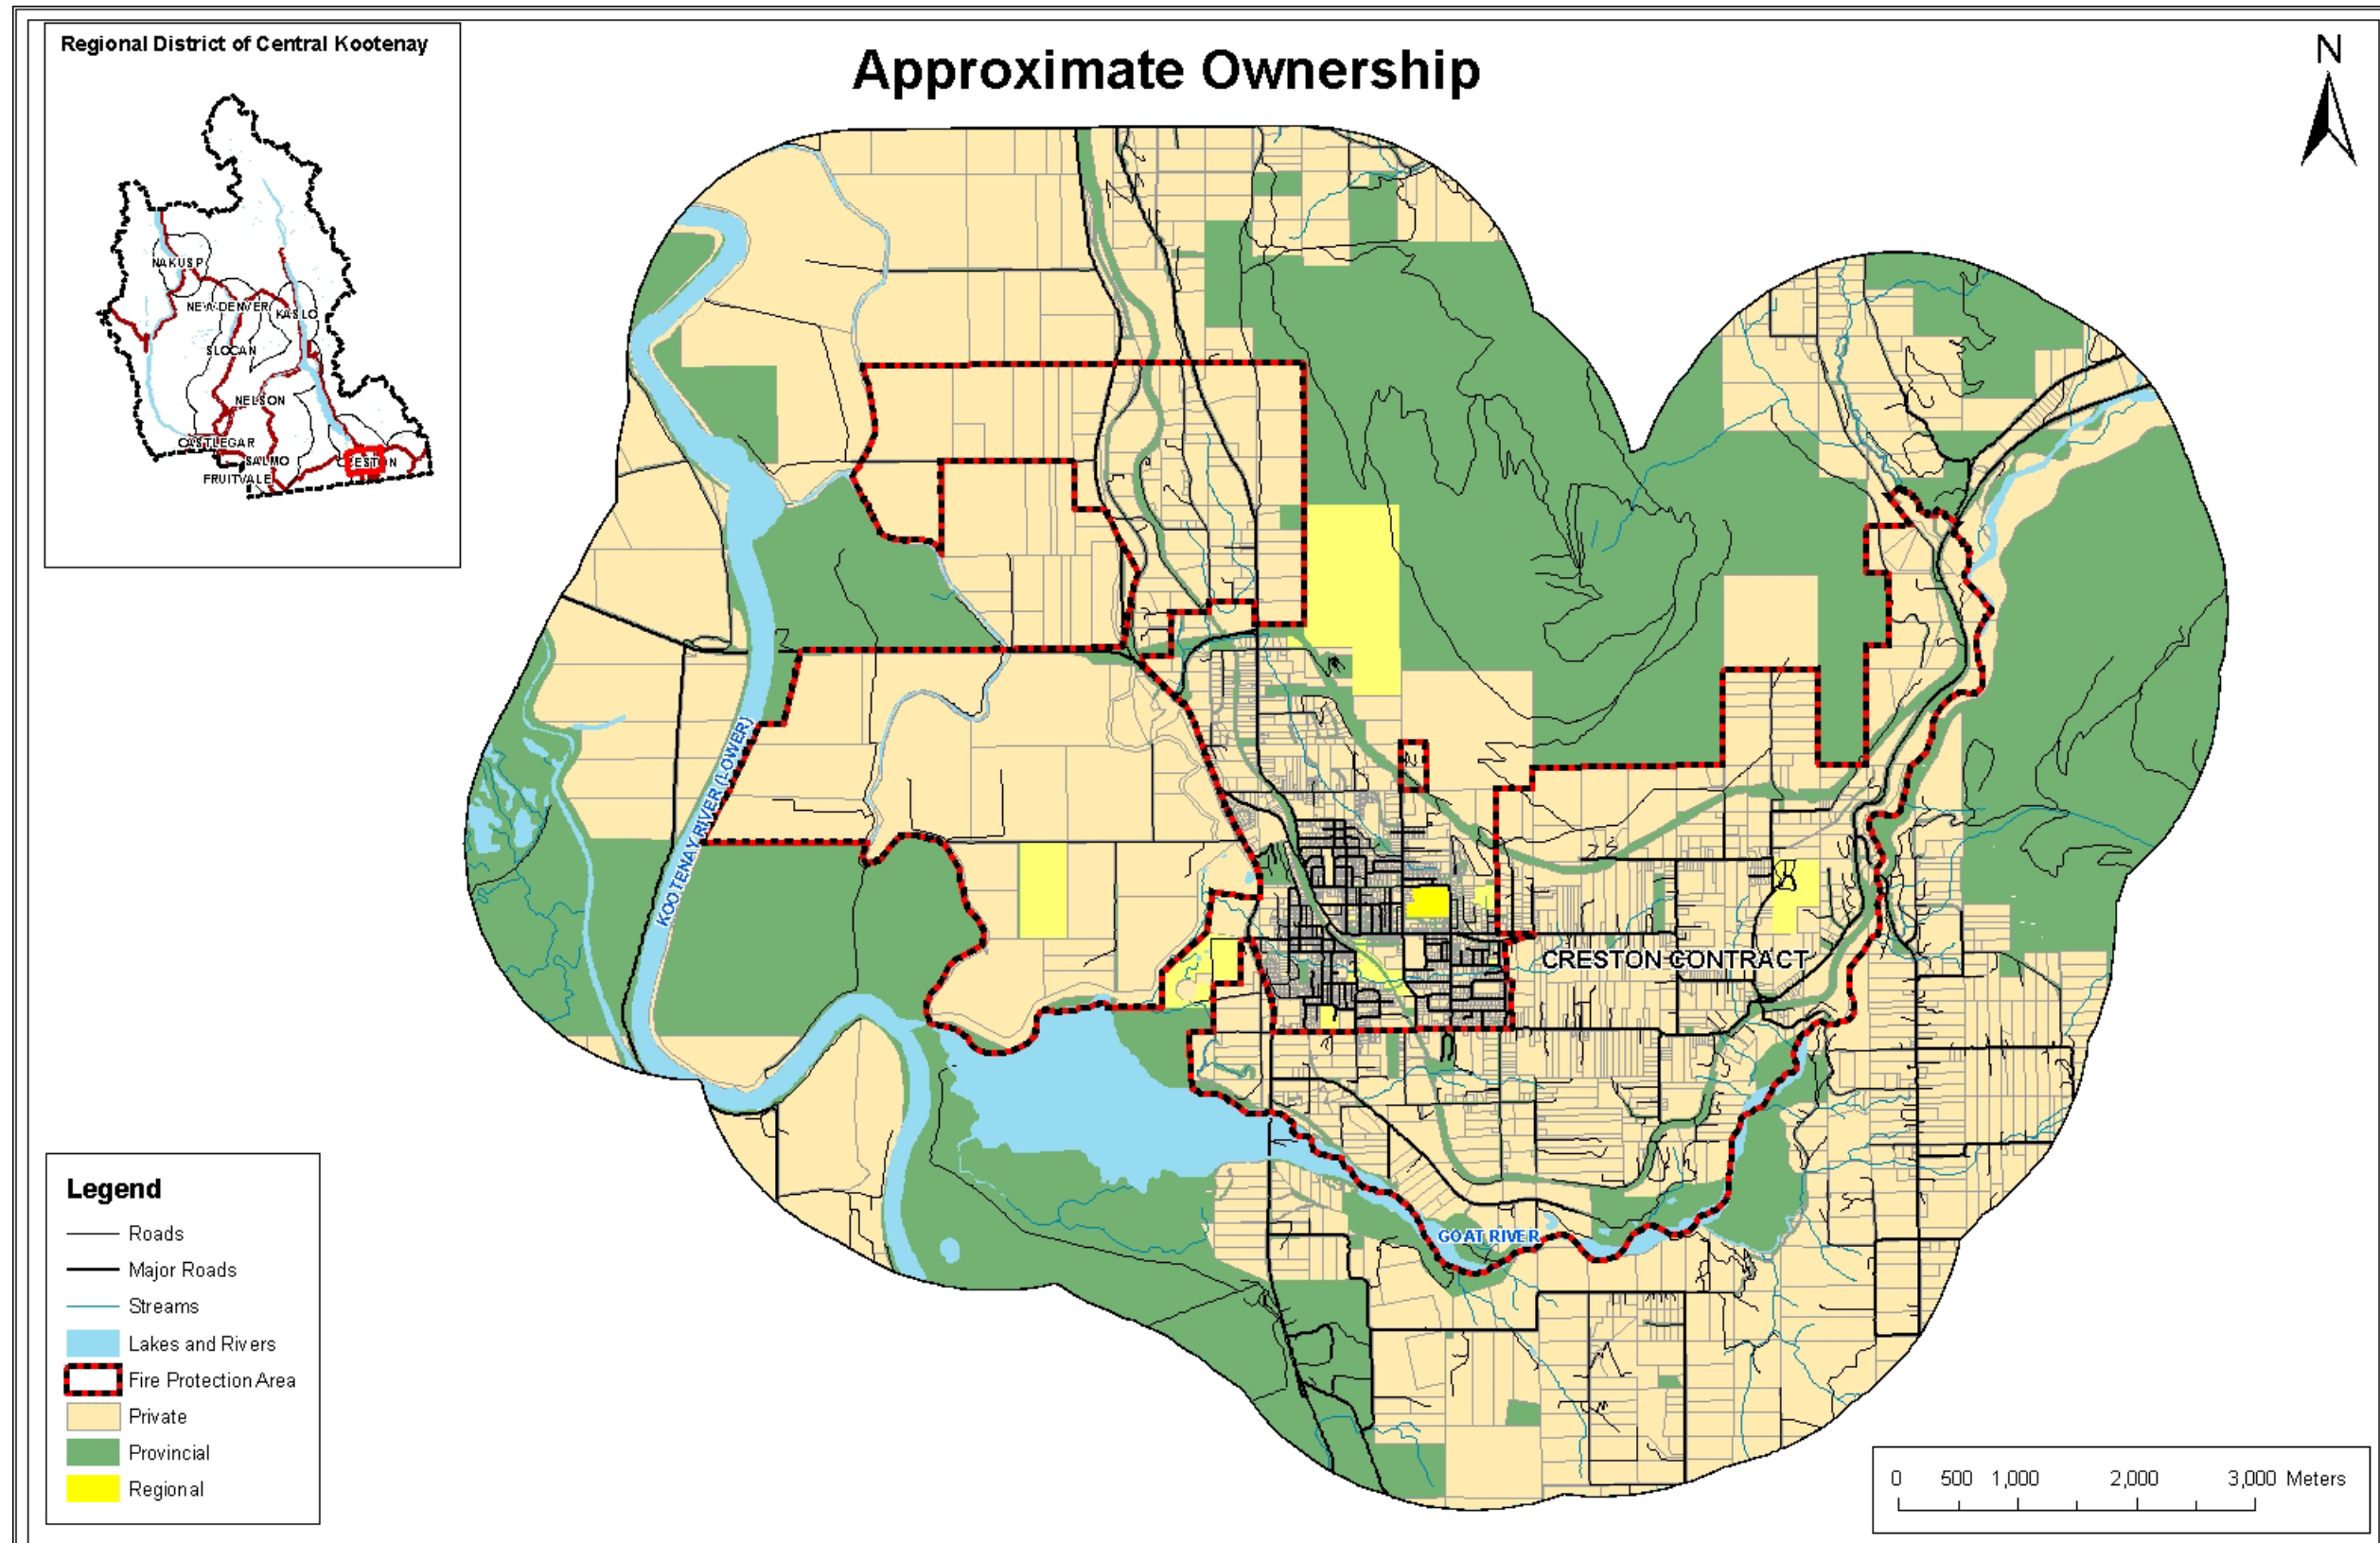 Regional District of Central Kootenay
Approximate Ownership
N
NAKUSP
NEW DENVER
KASLO
SLOCAN
NELSON
CASTLEGAR
SALMO
FRUITVALE
KOOTENAY RIVER (LOWER)
CRESTON CONTRACT
GOAT RIVER
Legend
Roads
Major Roads
Streams
Lakes and Rivers
Fire Protection Area
Private
Provincial
Regional
0 500 1,000 2,000 3,000 Meters